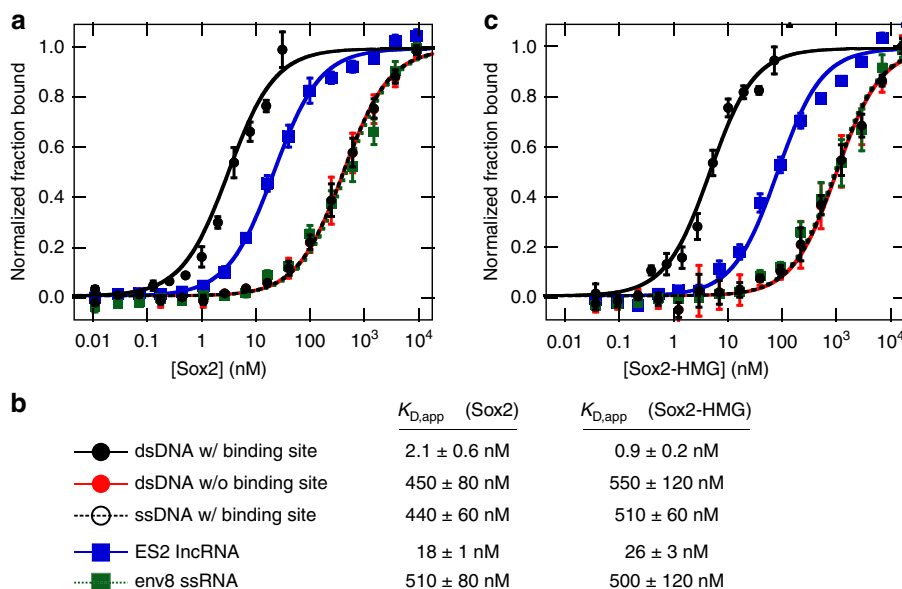 a
c
Normalized fraction bound
1.0
0.8
0.6
0.4
0.2
0.0
0.01 0.1 1 10 100 10³ 10⁴
[Sox2] (nM)
Normalized fraction bound
1.0
0.8
0.6
0.4
0.2
0.0
0.01 0.1 1 10 100 10³ 10⁴
[Sox2-HMG] (nM)
b
K_D,app (Sox2) K_D,app (Sox2-HMG)
dsDNA w/ binding site 2.1 ± 0.6 nM 0.9 ± 0.2 nM
dsDNA w/o binding site 450 ± 80 nM 550 ± 120 nM
ssDNA w/ binding site 440 ± 60 nM 510 ± 60 nM
ES2 lncRNA 18 ± 1 nM 26 ± 3 nM
env8 ssRNA 510 ± 80 nM 500 ± 120 nM